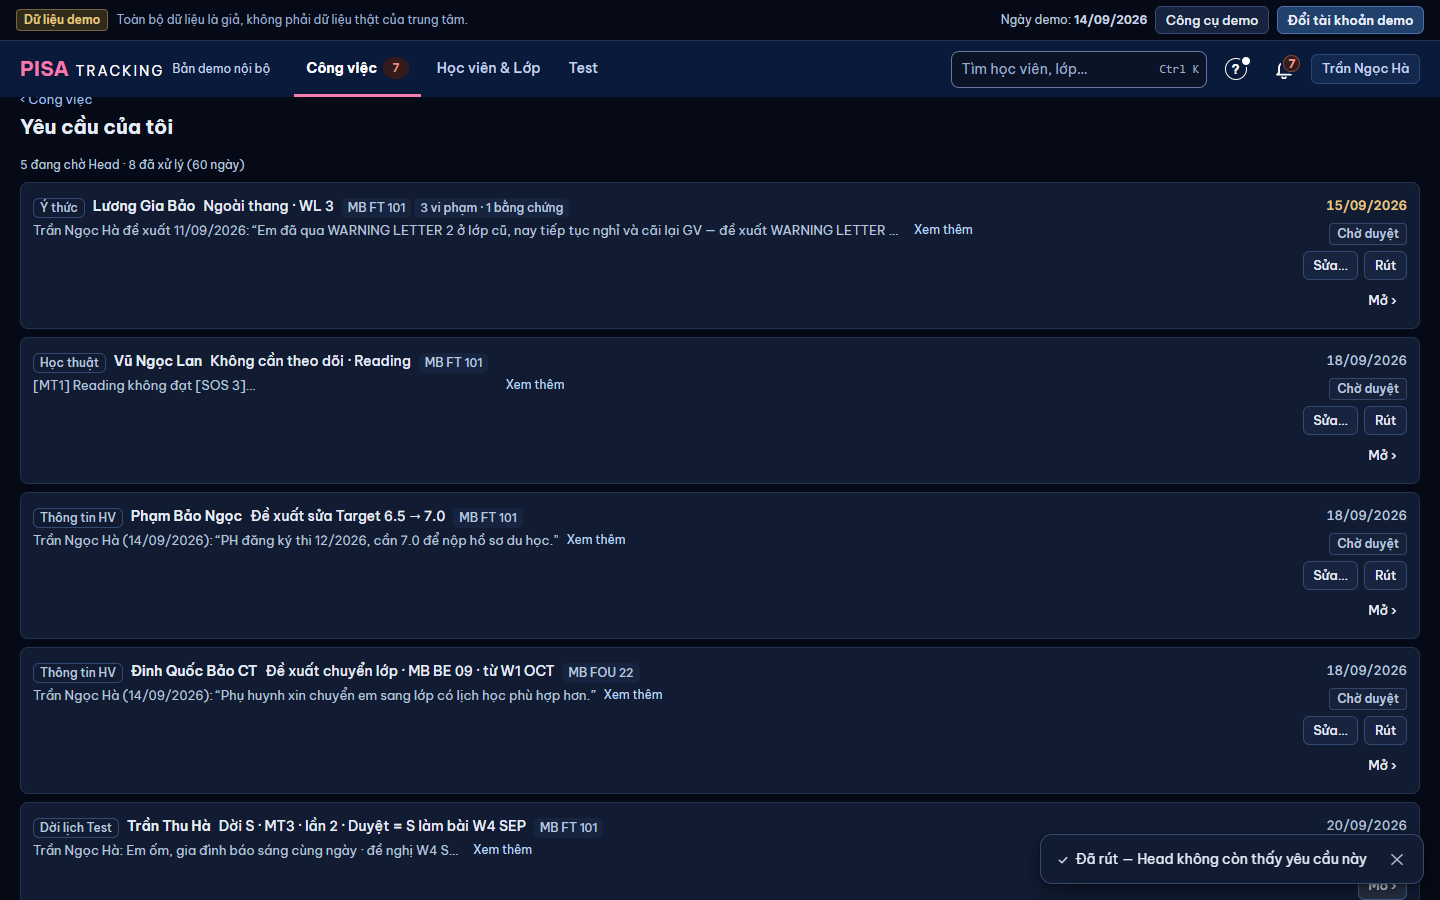 Dữ liệu demo Toàn bộ dữ liệu là giả, không phải dữ liệu thật của trung tâm. Ngày demo: 14/09/2026 Công cụ demo Đổi tài khoản demo
PISA TRACKING Bản demo nội bộ Công việc 7 Học viên & Lớp Test Tìm học viên, lớp... Ctrl K ? 7 Trần Ngọc Hà
‹ Công việc
Yêu cầu của tôi
5 đang chờ Head · 8 đã xử lý (60 ngày)
Ý thức Lương Gia Bảo Ngoài thang · WL 3 MB FT 101 3 vi phạm · 1 bằng chứng 15/09/2026
Trần Ngọc Hà đề xuất 11/09/2026: “Em đã qua WARNING LETTER 2 ở lớp cũ, nay tiếp tục nghỉ và cãi lại GV — đề xuất WARNING LETTER ... Xem thêm Chờ duyệt
Sửa... Rút
Mở ›
Học thuật Vũ Ngọc Lan Không cần theo dõi · Reading MB FT 101 18/09/2026
[MT1] Reading không đạt [SOS 3]... Xem thêm Chờ duyệt
Sửa... Rút
Mở ›
Thông tin HV Phạm Bảo Ngọc Đề xuất sửa Target 6.5 → 7.0 MB FT 101 18/09/2026
Trần Ngọc Hà (14/09/2026): “PH đăng ký thi 12/2026, cần 7.0 để nộp hồ sơ du học.” Xem thêm Chờ duyệt
Sửa... Rút
Mở ›
Thông tin HV Đinh Quốc Bảo CT Đề xuất chuyển lớp · MB BE 09 · từ W1 OCT MB FOU 22 18/09/2026
Trần Ngọc Hà (14/09/2026): “Phụ huynh xin chuyển em sang lớp có lịch học phù hợp hơn.” Xem thêm Chờ duyệt
Sửa... Rút
Mở ›
Dời lịch Test Trần Thu Hà Dời S · MT3 · lần 2 · Duyệt = S làm bài W4 SEP MB FT 101 20/09/2026
Trần Ngọc Hà: Em ốm, gia đình báo sáng cùng ngày · đề nghị W4 S... Xem thêm
Đã rút — Head không còn thấy yêu cầu này
Mở ›